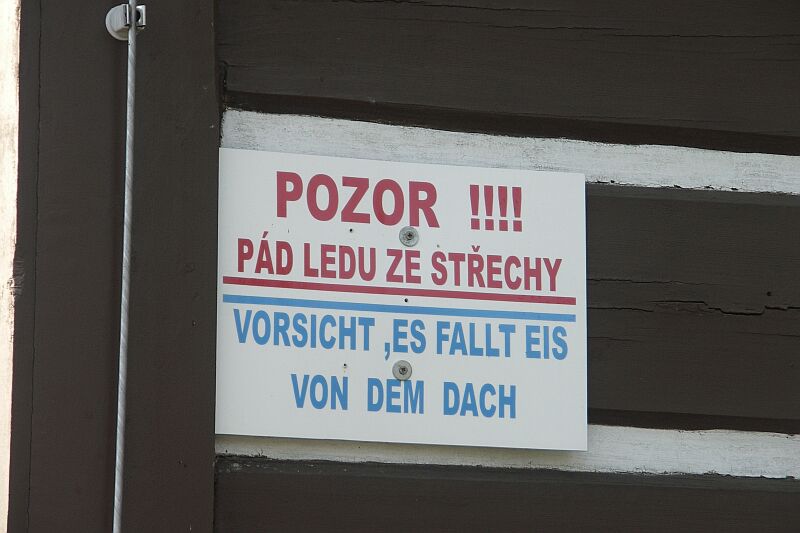 POZOR !!!!
PÁD LEDU ZE STŘECHY
VORSICHT ,ES FALLT EIS
VON DEM DACH